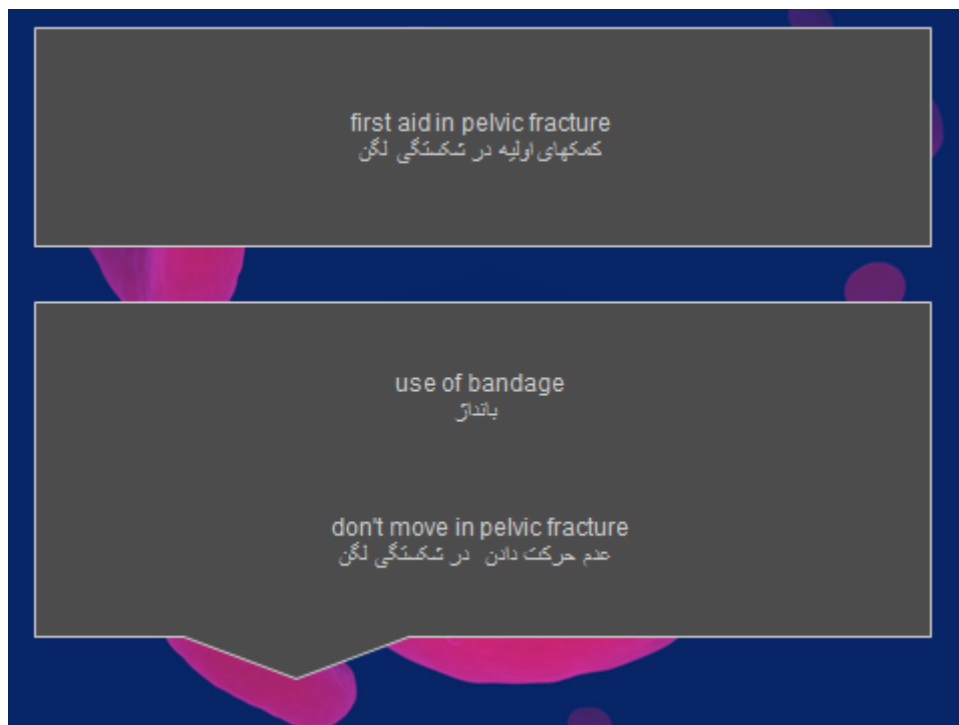 first aid in pelvic fracture
کمکهای اولیه در شکستگی لگن
use of bandage
بانداژ
don't move in pelvic fracture
عدم حرکت دادن در شکستگی لگن